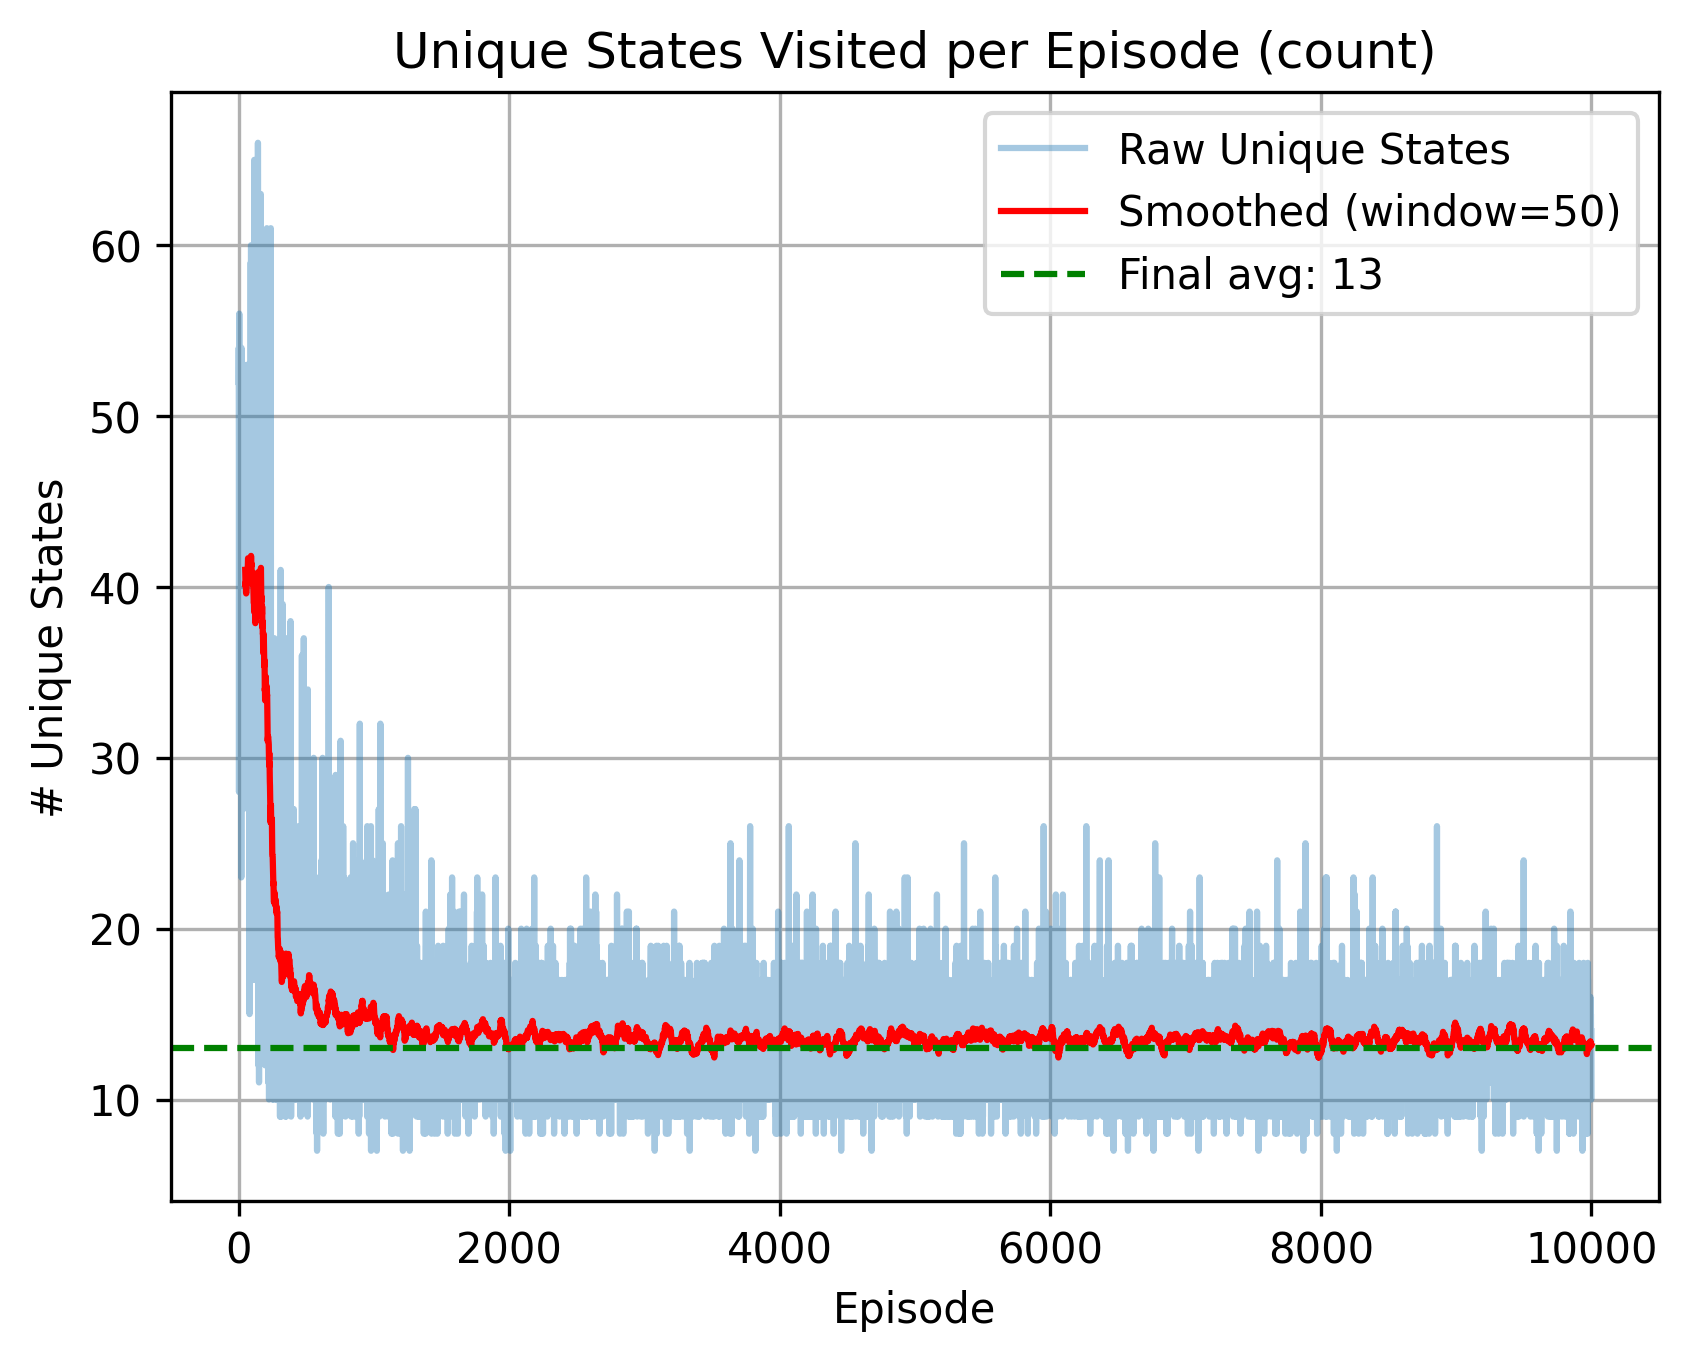 Unique States Visited per Episode (count)
Raw Unique States
Smoothed (window=50)
Final avg: 13
# Unique States
60
50
40
30
20
10
0
2000
4000
6000
8000
10000
Episode